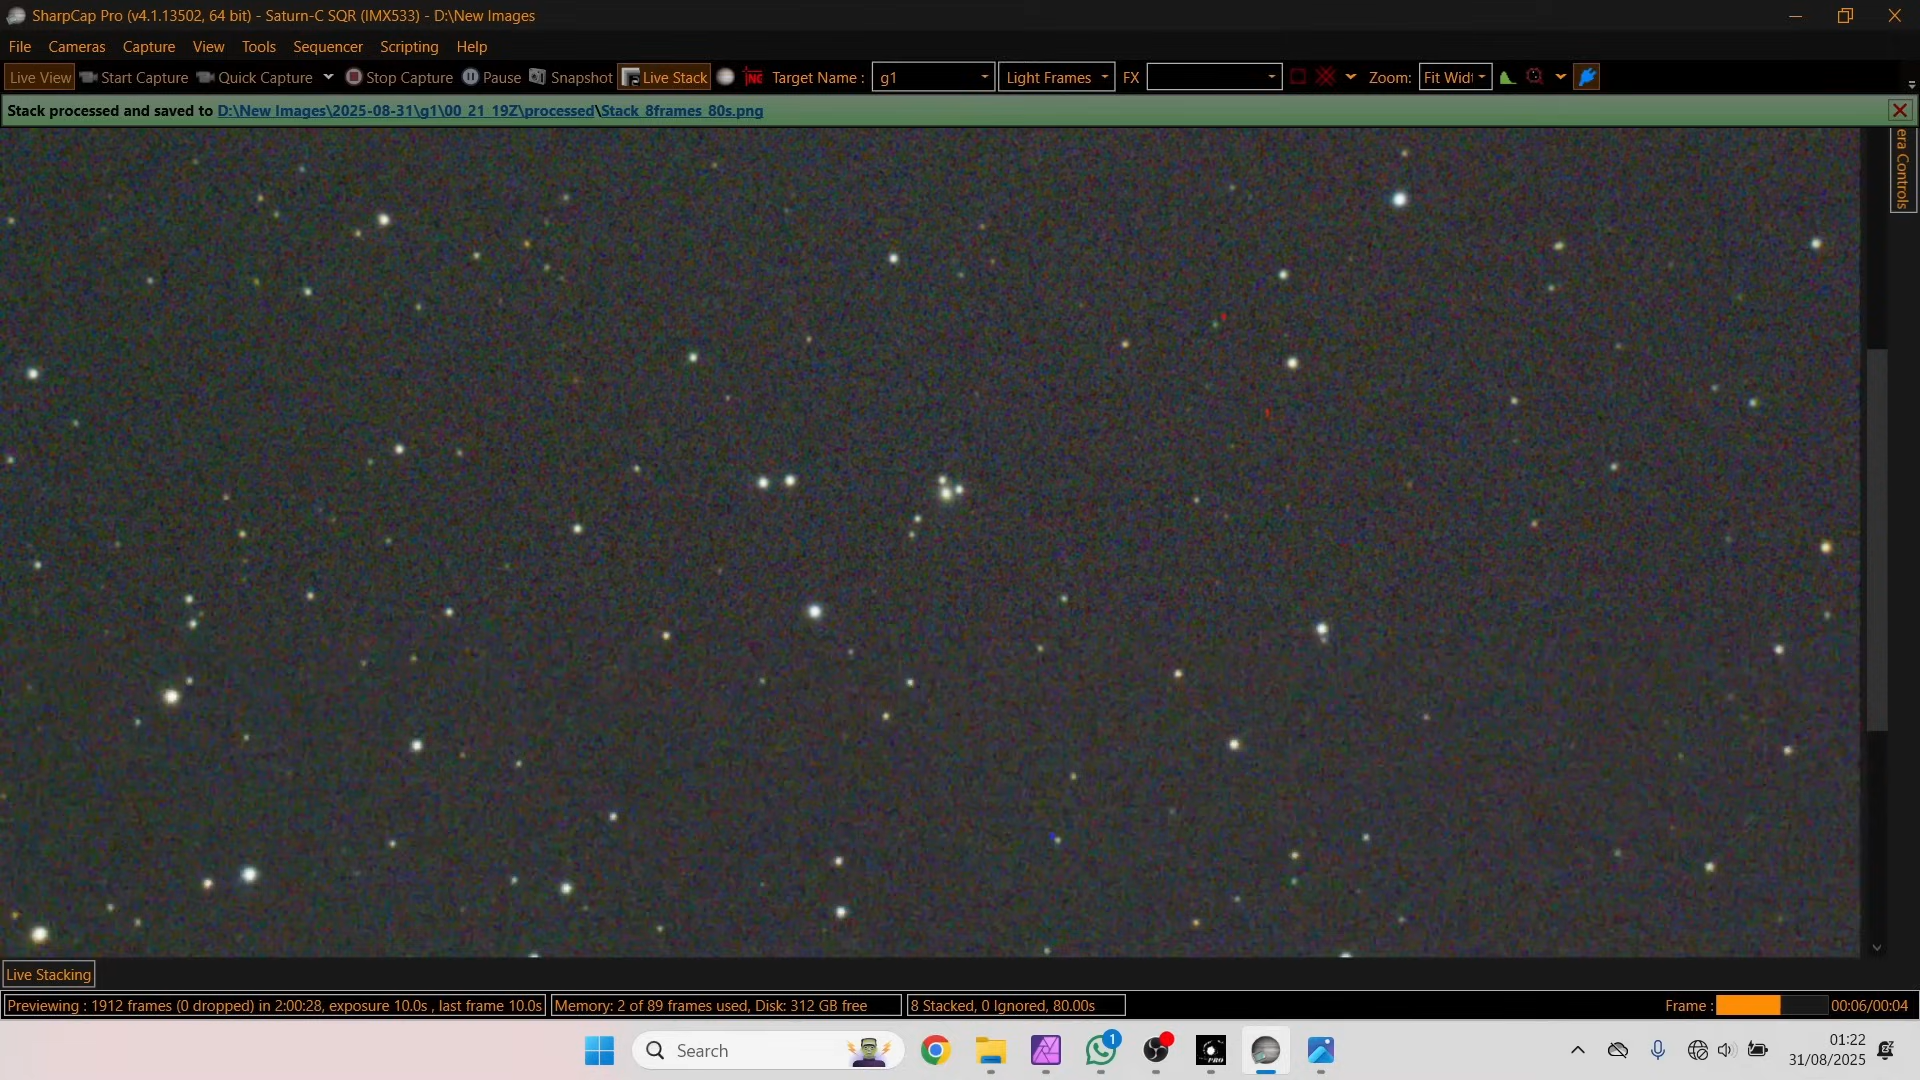 SharpCap Pro (v4.1.13502, 64 bit) - Saturn-C SQR (IMX533) - D:\New Images
File Cameras Capture View Tools Sequencer Scripting Help
Live View Start Capture Quick Capture Stop Capture Pause Snapshot Live Stack INC Target Name : g1 Light Frames FX Zoom: Fit Widt
Stack processed and saved to D:\New Images\2025-08-31\g1\00_21_19Z\processed\Stack_8frames_80s.png
era Controls
Live Stacking
Previewing : 1912 frames (0 dropped) in 2:00:28, exposure 10.0s , last frame 10.0s Memory: 2 of 89 frames used, Disk: 312 GB free 8 Stacked, 0 Ignored, 80.00s Frame : 00:06/00:04
Search 1 PRO 01:22
31/08/2025